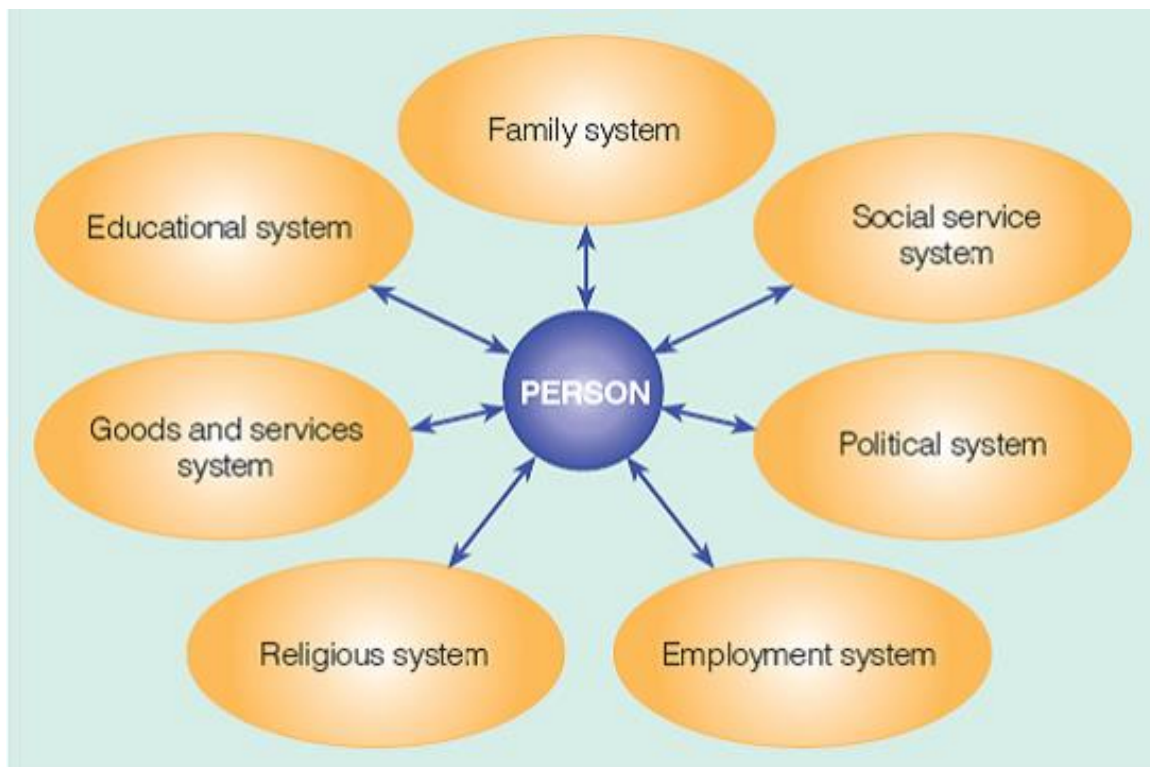 Family system
Educational system
Social service
system
PERSON
Goods and services
system
Political system
Religious system
Employment system